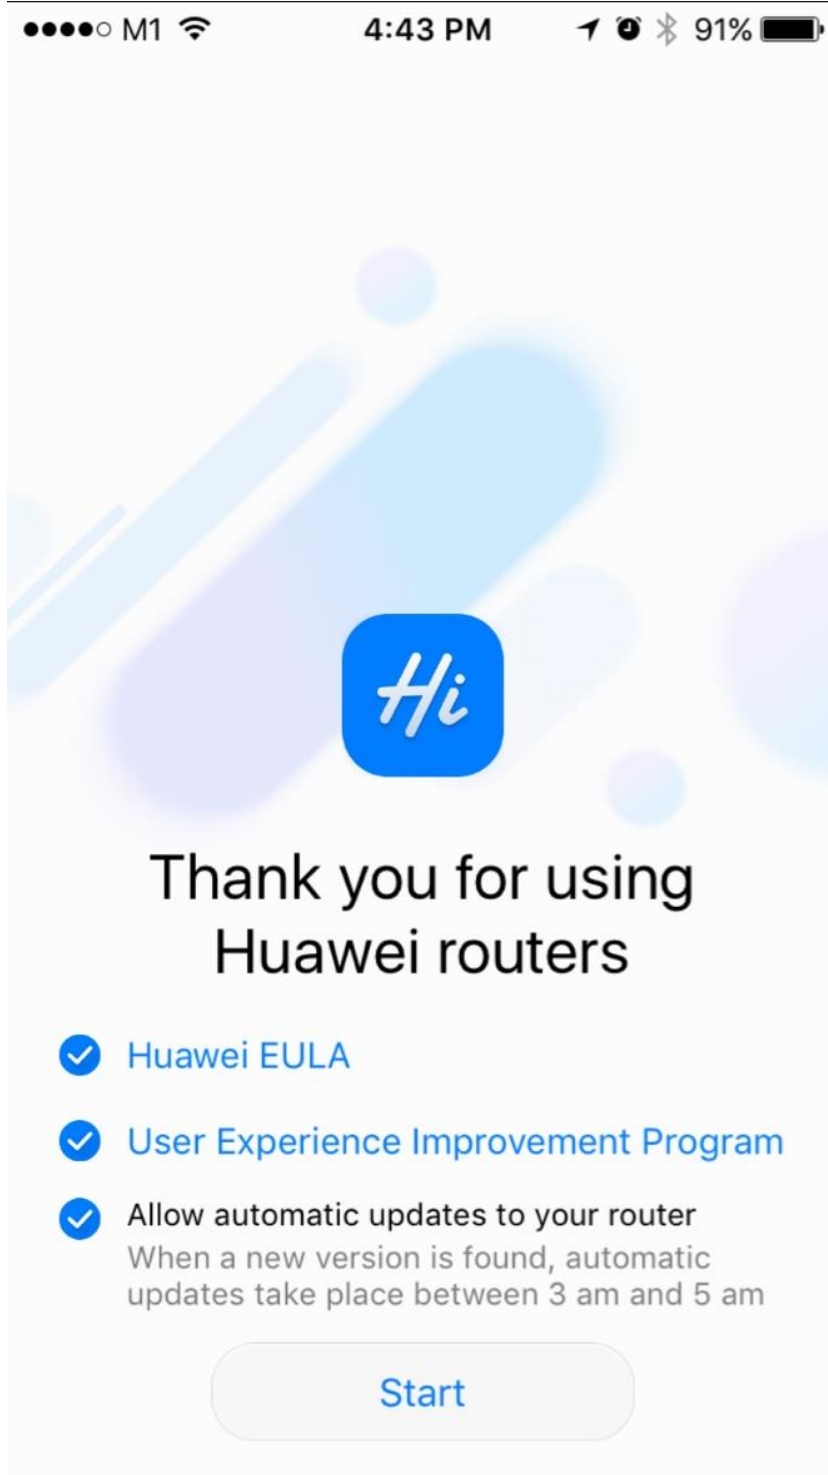 M1 4:43 PM 91%
Hi
Thank you for using
Huawei routers
Huawei EULA
User Experience Improvement Program
Allow automatic updates to your router
When a new version is found, automatic
updates take place between 3 am and 5 am
Start